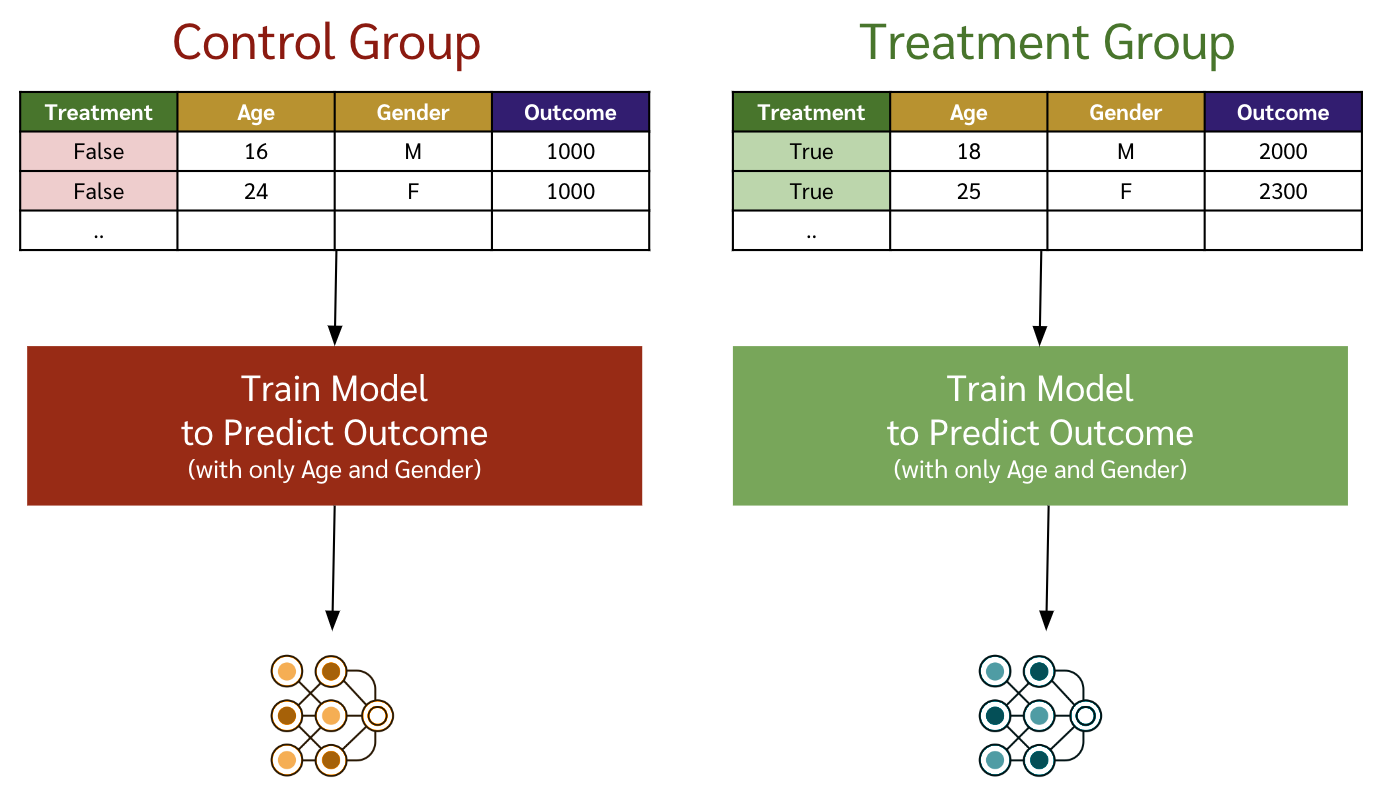 Control Group
Treatment Age Gender Outcome
False 16 M 1000
False 24 F 1000
..
Train Model
to Predict Outcome
(with only Age and Gender)
Treatment Group
Treatment Age Gender Outcome
True 18 M 2000
True 25 F 2300
..
Train Model
to Predict Outcome
(with only Age and Gender)